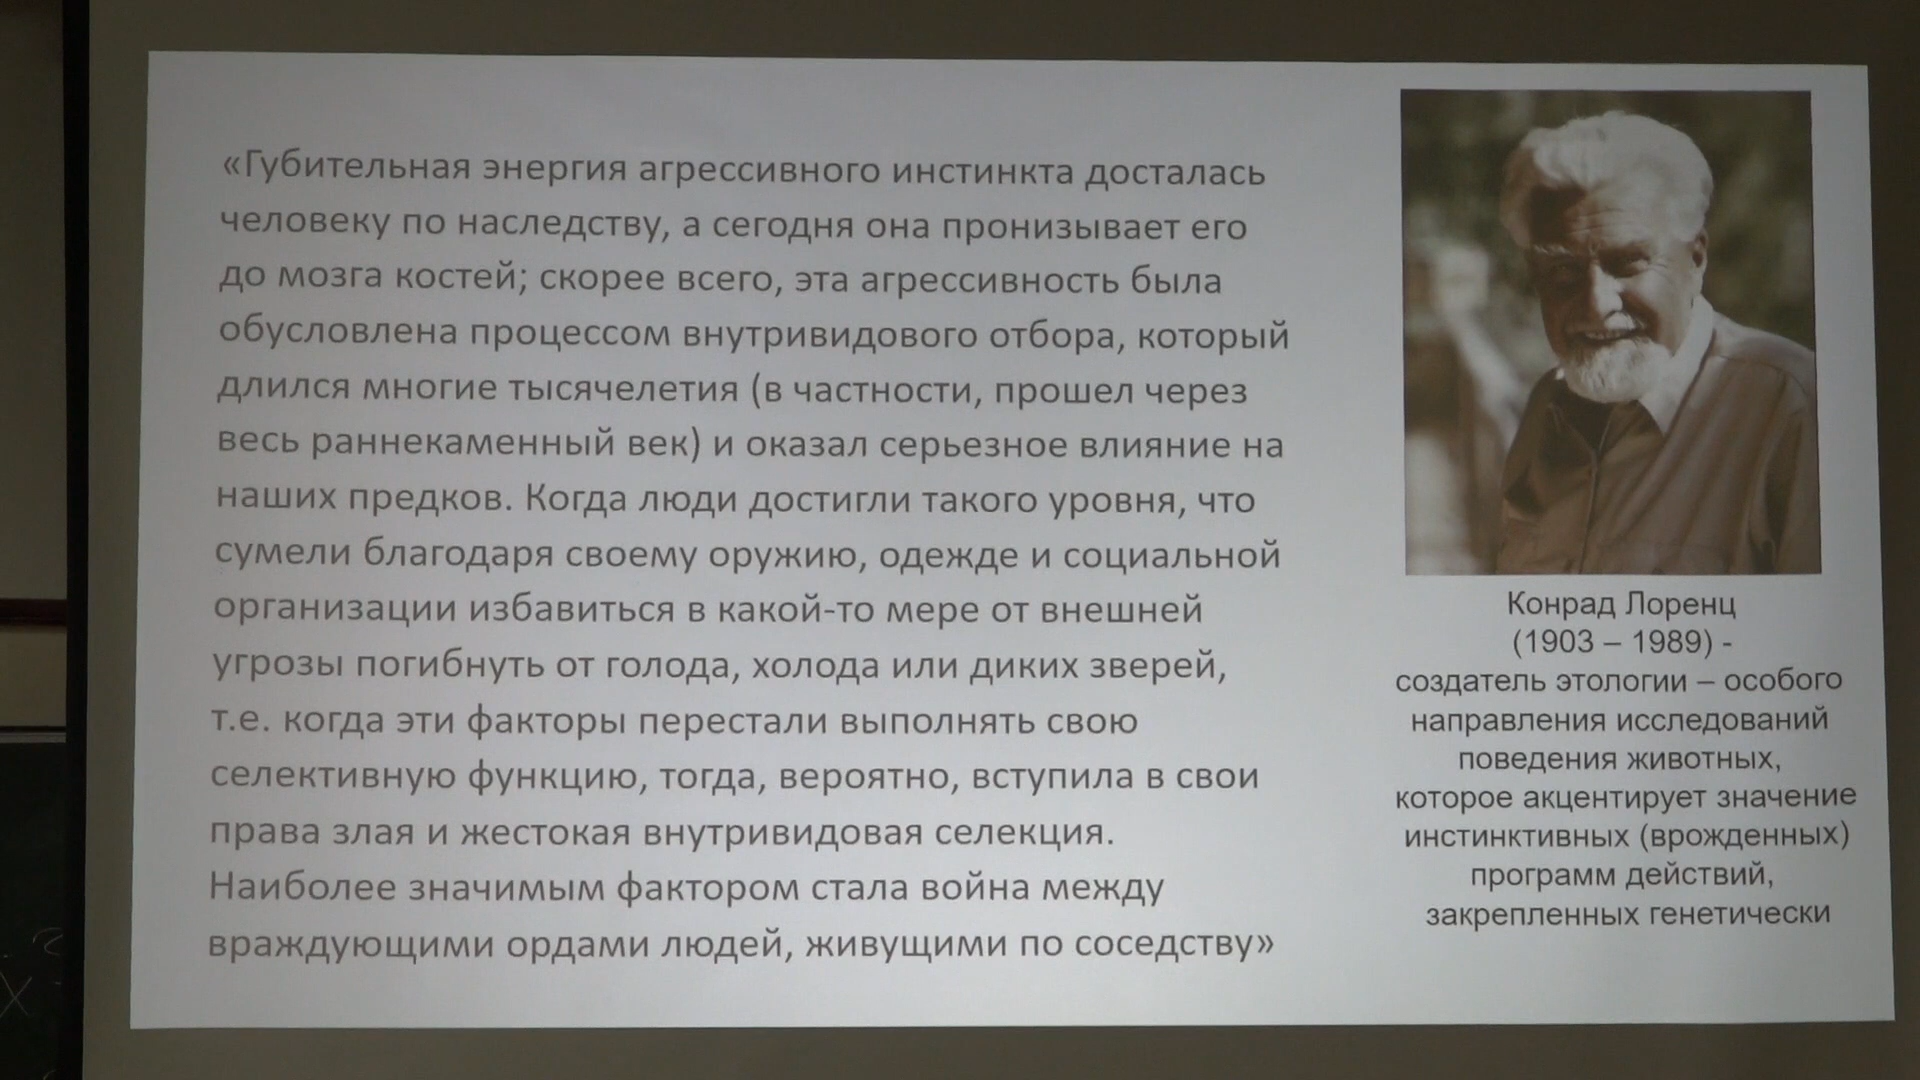 «Губительная энергия агрессивного инстинкта досталась
человеку по наследству, а сегодня она пронизывает его
до мозга костей; скорее всего, эта агрессивность была
обусловлена процессом внутривидового отбора, который
длился многие тысячелетия (в частности, прошел через
весь раннекаменный век) и оказал серьезное влияние на
наших предков. Когда люди достигли такого уровня, что
сумели благодаря своему оружию, одежде и социальной
организации избавиться в какой-то мере от внешней
угрозы погибнуть от голода, холода или диких зверей,
т.е. когда эти факторы перестали выполнять свою
селективную функцию, тогда, вероятно, вступила в свои
права злая и жестокая внутривидовая селекция.
Наиболее значимым фактором стала война между
враждующими ордами людей, живущими по соседству»
Конрад Лоренц
(1903 – 1989) -
создатель этологии – особого
направления исследований
поведения животных,
которое акцентирует значение
инстинктивных (врожденных)
программ действий,
закрепленных генетически